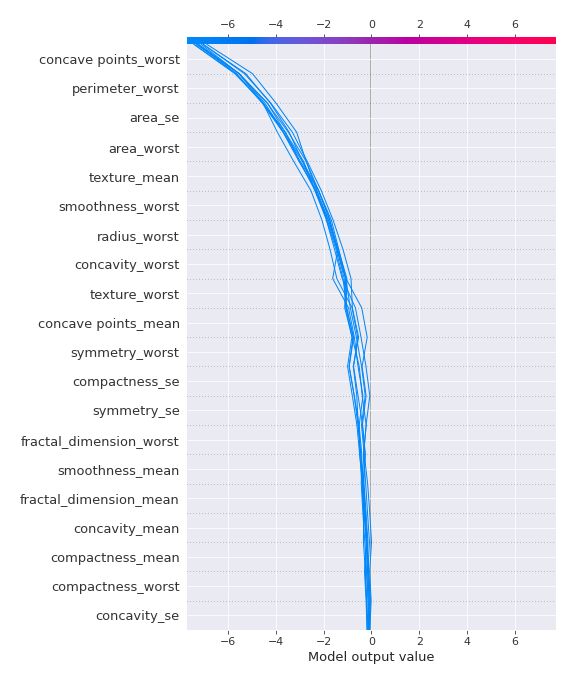 −6 −4 −2 0 2 4 6
concave points_worst
perimeter_worst
area_se
area_worst
texture_mean
smoothness_worst
radius_worst
concavity_worst
texture_worst
concave points_mean
symmetry_worst
compactness_se
symmetry_se
fractal_dimension_worst
smoothness_mean
fractal_dimension_mean
concavity_mean
compactness_mean
compactness_worst
concavity_se
−6 −4 −2 0 2 4 6
Model output value